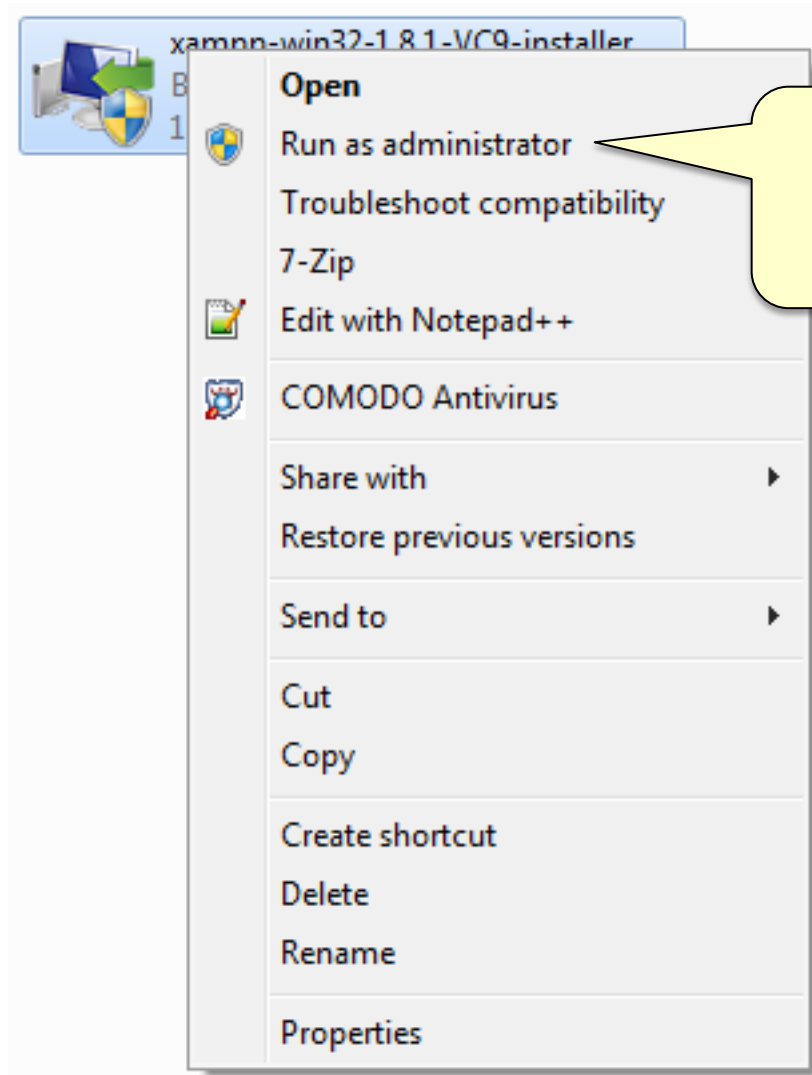 xampp-win32-1.8.1-VC9-installer
Open
Run as administrator
Troubleshoot compatibility
7-Zip
Edit with Notepad++
COMODO Antivirus
Share with
Restore previous versions
Send to
Cut
Copy
Create shortcut
Delete
Rename
Properties